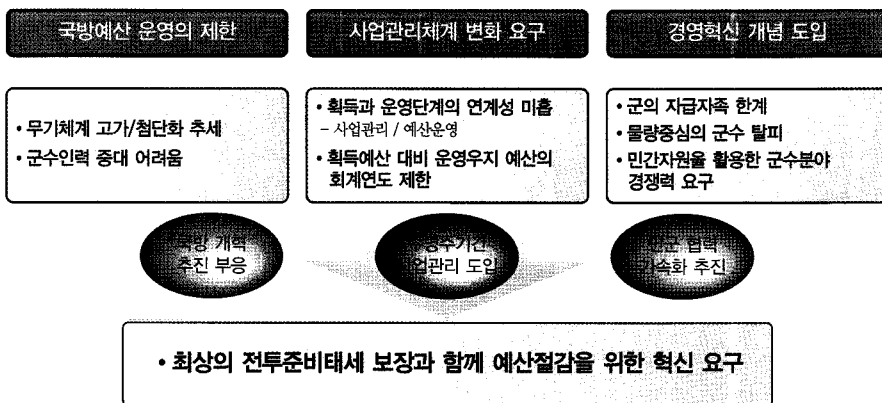 국방예산 운영의 제한
사업관리체계 변화 요구
경영혁신 개념 도입
• 무기체계 고가/첨단화 추세
• 군수인력 증대 어려움
• 획득과 운영단계의 연계성 미흡
– 사업관리 / 예산운영
• 획득예산 대비 운영유지 예산의
회계연도 제한
• 군의 자급자족 한계
• 물량중심의 군수 탈피
• 민간자원을 활용한 군수분야
경쟁력 요구
국방 개혁
추진 부응
도입
협력
가속화 추진
• 최상의 전투준비태세 보장과 함께 예산절감을 위한 혁신 요구